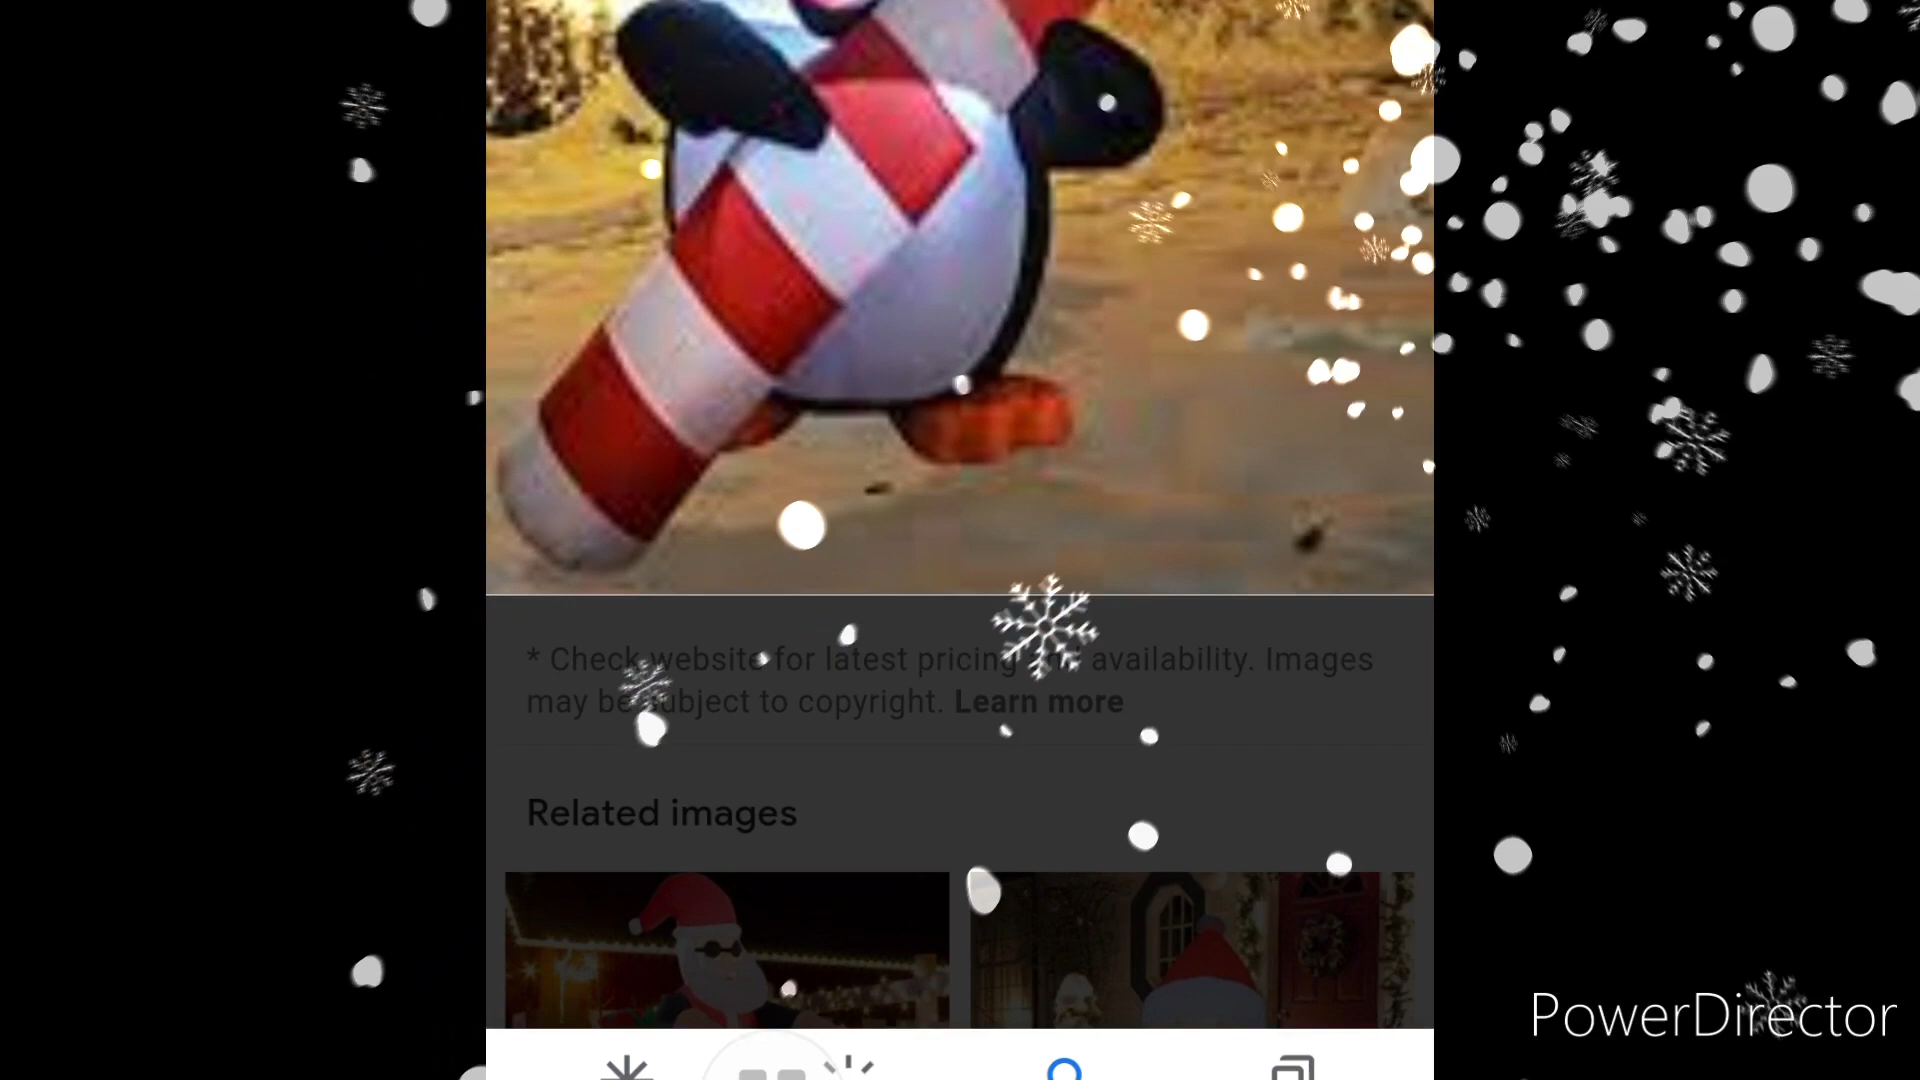 * Check website for latest pricing and availability. Images
may be subject to copyright. Learn more
Related images
PowerDirector